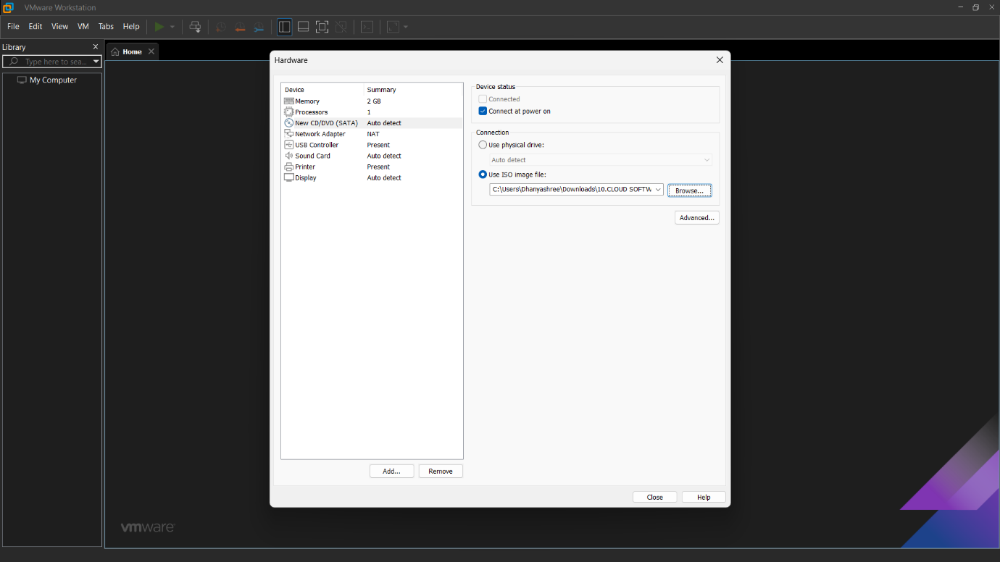 VMware Workstation
File Edit View VM Tabs Help
Library
Home
Type here to sea...
My Computer
Hardware
Device Summary
Memory 2 GB
Processors 1
New CD/DVD (SATA) Auto detect
Network Adapter NAT
USB Controller Present
Sound Card Auto detect
Printer Present
Display Auto detect
Add... Remove
Device status
Connected
Connect at power on
Connection
Use physical drive:
Auto detect
Use ISO image file:
C:\Users\Dhanyashree\Downloads\10.CLOUD SOFTW
Browse...
Advanced...
Close Help
vmware